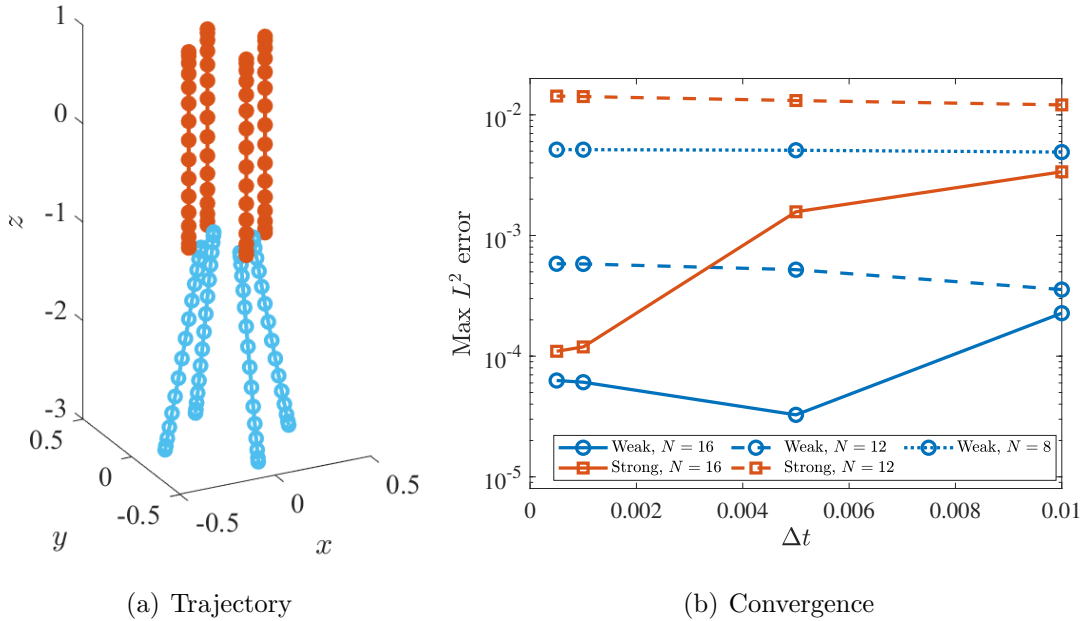 1
0
-1
-2
-3
z
0.5
0
-0.5
y
-0.5
0
0.5
x
(a) Trajectory
10^{-2}
10^{-3}
10^{-4}
10^{-5}
Max L^2 error
0
0.002
0.004
0.006
0.008
0.01
Δt
Weak, N = 16
Weak, N = 12
Weak, N = 8
Strong, N = 16
Strong, N = 12
(b) Convergence